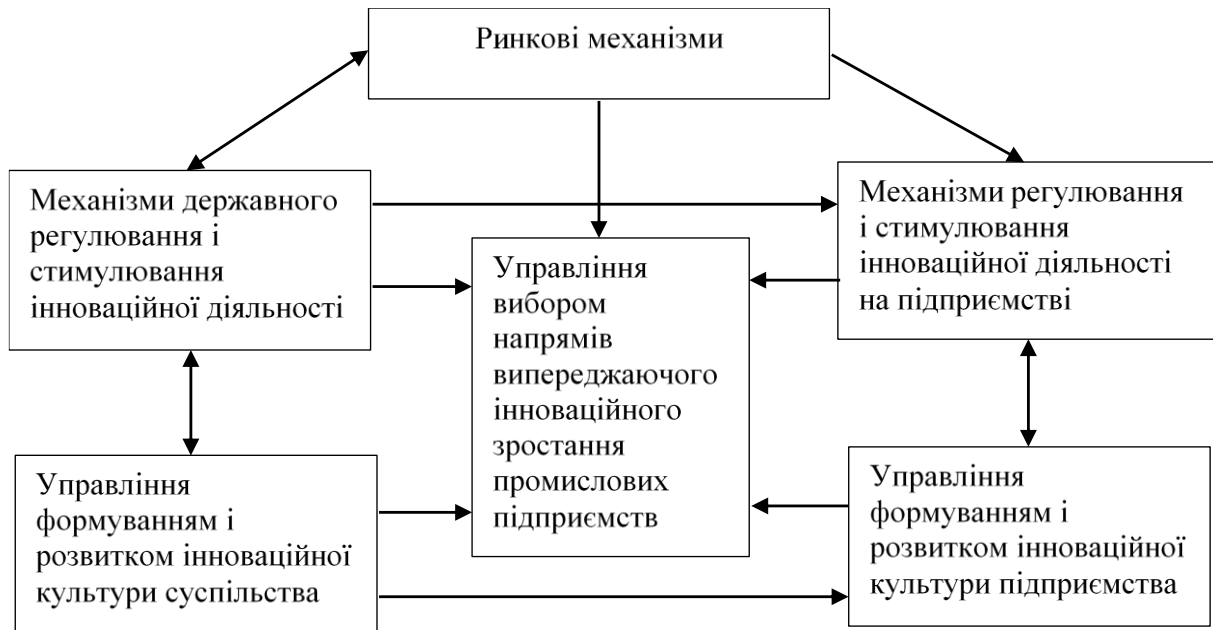 Ринкові механізми
Механізми державного
регулювання і
стимулювання
інноваційної діяльності
Управління
вибором
напрямів
випереджаючого
інноваційного
зростання
промислових
підприємств
Механізми регулювання
і стимулювання
інноваційної діяльності
на підприємстві
Управління
формуванням і
розвитком інноваційної
культури суспільства
Управління
формуванням і
розвитком інноваційної
культури підприємства